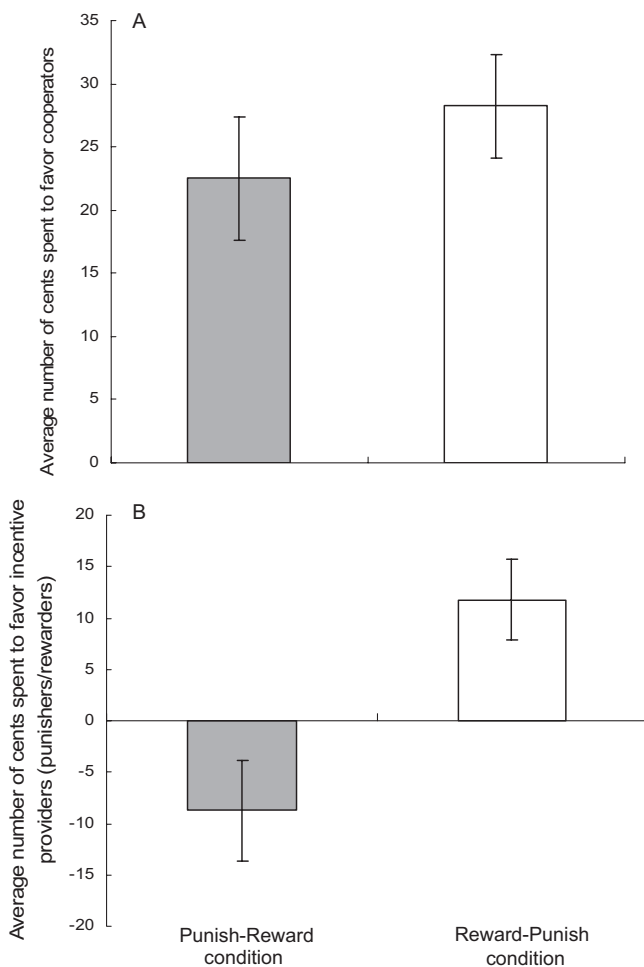 A
Average number of cents spent to favor cooperators
35
30
25
20
15
10
5
0
B
Average number of cents spent to favor incentive
providers (punishers/rewarders)
20
15
10
5
0
-5
-10
-15
-20
Punish-Reward
condition
Reward-Punish
condition